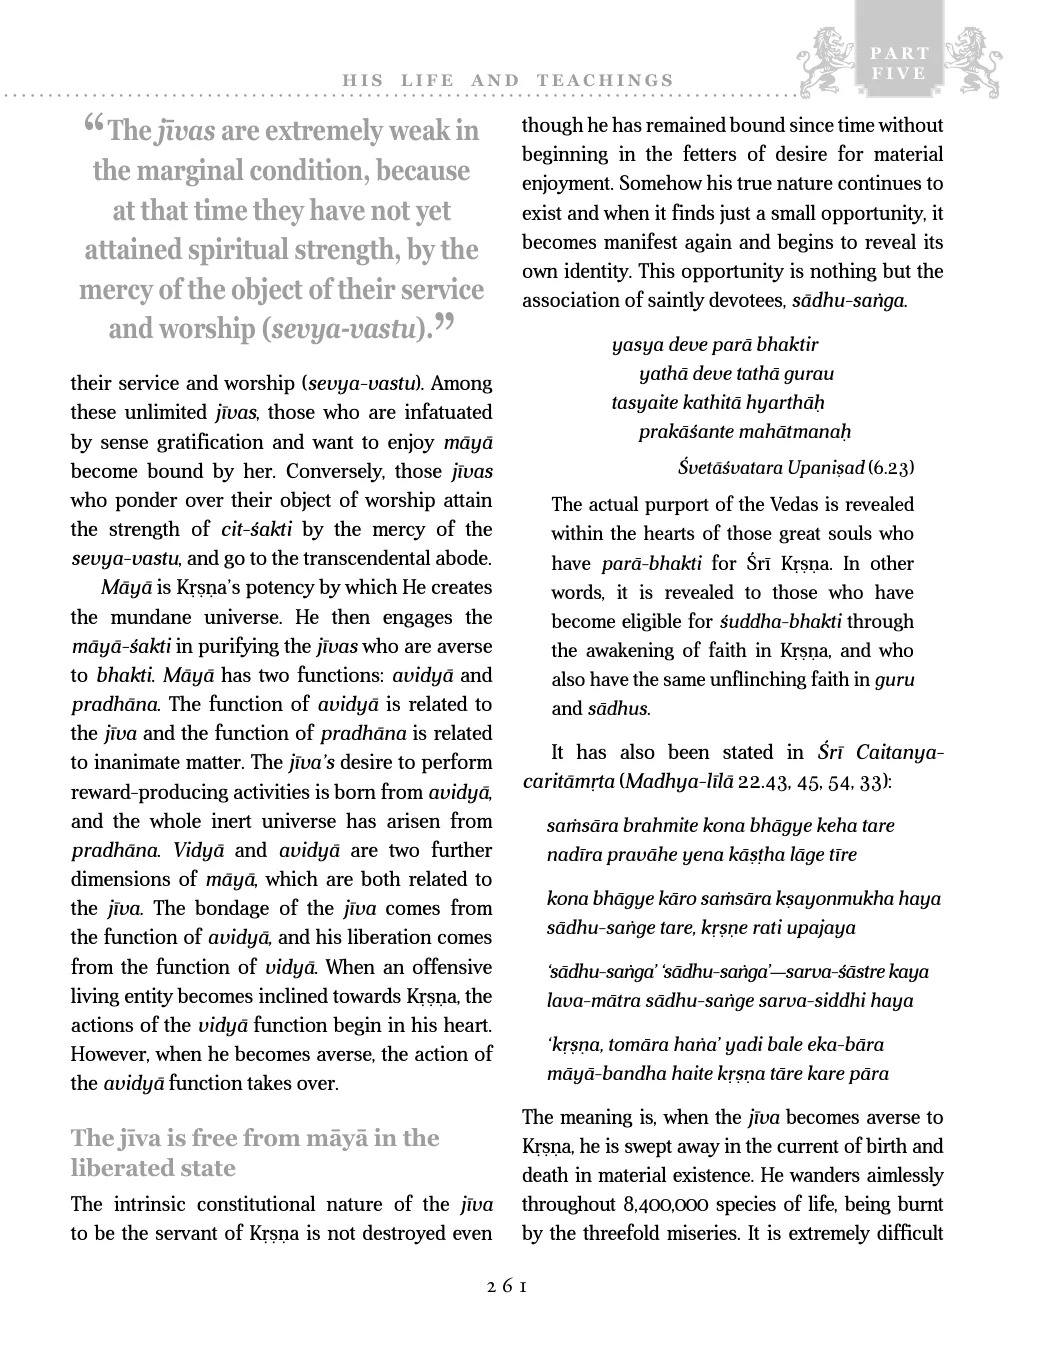 HIS LIFE AND TEACHINGS
PART
FIVE
“The jīvas are extremely weak in
the marginal condition, because
at that time they have not yet
attained spiritual strength, by the
mercy of the object of their service
and worship (sevya-vastu).”
their service and worship (sevya-vastu). Among
these unlimited jīvas, those who are infatuated
by sense gratification and want to enjoy māyā
become bound by her. Conversely, those jīvas
who ponder over their object of worship attain
the strength of cit-śakti by the mercy of the
sevya-vastu, and go to the transcendental abode.
Māyā is Kṛṣṇa’s potency by which He creates
the mundane universe. He then engages the
māyā-śakti in purifying the jīvas who are averse
to bhakti. Māyā has two functions: avidyā and
pradhāna. The function of avidyā is related to
the jīva and the function of pradhāna is related
to inanimate matter. The jīva’s desire to perform
reward-producing activities is born from avidyā,
and the whole inert universe has arisen from
pradhāna. Vidyā and avidyā are two further
dimensions of māyā, which are both related to
the jīva. The bondage of the jīva comes from
the function of avidyā, and his liberation comes
from the function of vidyā. When an offensive
living entity becomes inclined towards Kṛṣṇa, the
actions of the vidyā function begin in his heart.
However, when he becomes averse, the action of
the avidyā function takes over.
The jīva is free from māyā in the
liberated state
The intrinsic constitutional nature of the jīva
to be the servant of Kṛṣṇa is not destroyed even
though he has remained bound since time without
beginning in the fetters of desire for material
enjoyment. Somehow his true nature continues to
exist and when it finds just a small opportunity, it
becomes manifest again and begins to reveal its
own identity. This opportunity is nothing but the
association of saintly devotees, sādhu-saṅga.
yasya deve parā bhaktir
yathā deve tathā gurau
tasyaite kathitā hyarthāḥ
prakāśante mahātmanaḥ
Śvetāśvatara Upaniṣad (6.23)
The actual purport of the Vedas is revealed
within the hearts of those great souls who
have parā-bhakti for Śrī Kṛṣṇa. In other
words, it is revealed to those who have
become eligible for śuddha-bhakti through
the awakening of faith in Kṛṣṇa, and who
also have the same unflinching faith in guru
and sādhus.
It has also been stated in Śrī Caitanya-
caritāmṛta (Madhya-līlā 22.43, 45, 54, 33):
saṁsāra brahmite kona bhāgye keha tare
nadīra pravāhe yena kāṣṭha lāge tīre
kona bhāgye kāro saṁsāra kṣayonmukha haya
sādhu-saṅge tare, kṛṣṇe rati upajaya
‘sādhu-saṅga’ ‘sādhu-saṅga’—sarva-śāstre kaya
lava-mātra sādhu-saṅge sarva-siddhi haya
‘kṛṣṇa, tomāra haṅa’ yadi bale eka-bāra
māyā-bandha haite kṛṣṇa tāre kare pāra
The meaning is, when the jīva becomes averse to
Kṛṣṇa, he is swept away in the current of birth and
death in material existence. He wanders aimlessly
throughout 8,400,000 species of life, being burnt
by the threefold miseries. It is extremely difficult
261